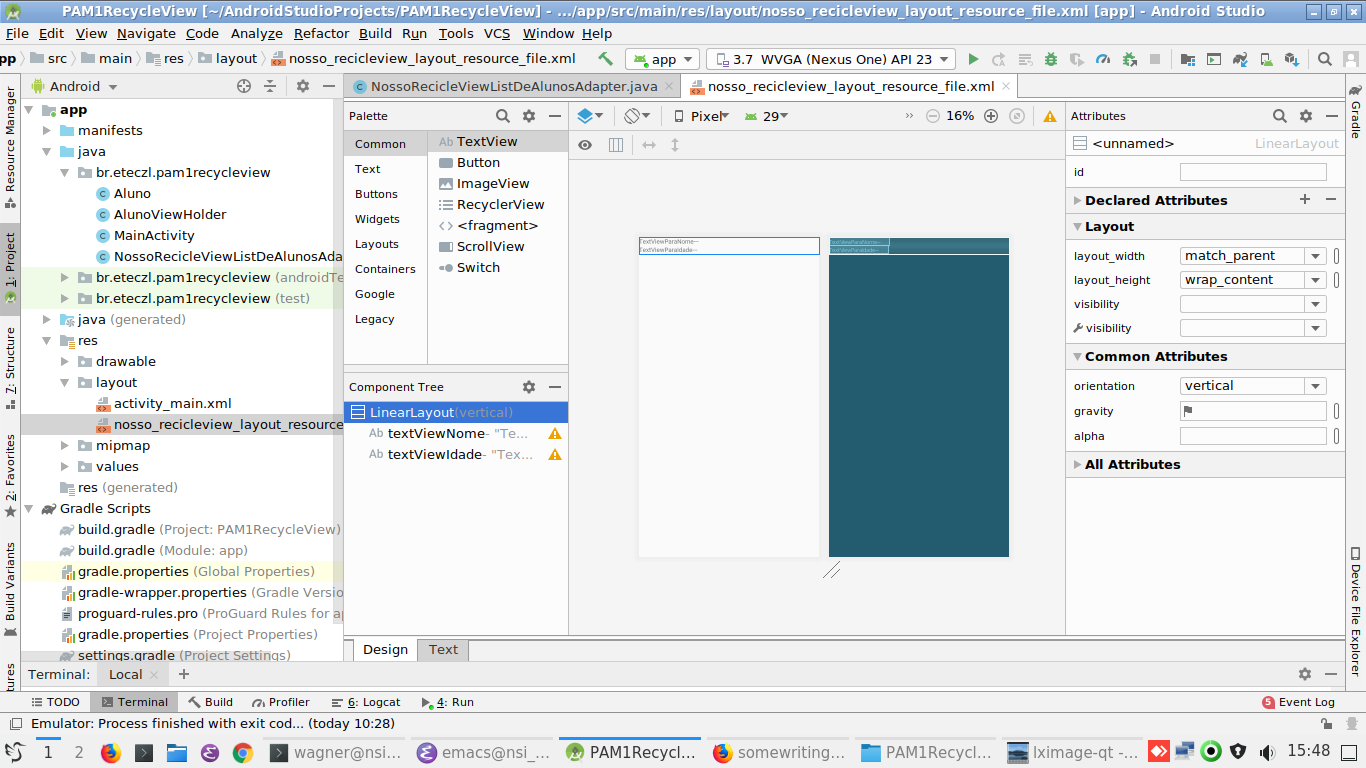 PAM1RecycleView [~/AndroidStudioProjects/PAM1RecycleView] - .../app/src/main/res/layout/nosso_recicleview_layout_resource_file.xml [app] - Android Studio
File Edit View Navigate Code Analyze Refactor Build Run Tools VCS Window Help
pp src main res layout nosso_recicleview_layout_resource_file.xml app 3.7 WVGA (Nexus One) API 23
Android
NossoRecicleViewListDeAlunosAdapter.java
nosso_recicleview_layout_resource_file.xml
Resource Manager
1: Project
7: Structure
2: Favorites
Build Variants
tures
app
manifests
java
br.eteczl.pam1recycleview
Aluno
AlunoViewHolder
MainActivity
NossoRecicleViewListDeAlunosAda
br.eteczl.pam1recycleview (androidTe
br.eteczl.pam1recycleview (test)
java (generated)
res
drawable
layout
activity_main.xml
nosso_recicleview_layout_resource
mipmap
values
res (generated)
Gradle Scripts
build.gradle (Project: PAM1RecycleView)
build.gradle (Module: app)
gradle.properties (Global Properties)
gradle-wrapper.properties (Gradle Versio
proguard-rules.pro (ProGuard Rules for ap
gradle.properties (Project Properties)
settings.gradle (Project Settings)
Palette
Common
Text
Buttons
Widgets
Layouts
Containers
Google
Legacy
Ab TextView
Button
ImageView
RecyclerView
<fragment>
ScrollView
Switch
Component Tree
LinearLayout(vertical)
Ab textViewNome- "Te...
Ab textViewIdade- "Tex...
Pixel 29 » 16%
TextViewParaNome--
TextViewParaIdade--
TextViewParaNome--
TextViewParaIdade--
Design Text
Attributes
<unnamed> LinearLayout
id
Declared Attributes
Layout
layout_width match_parent
layout_height wrap_content
visibility
visibility
Common Attributes
orientation vertical
gravity
alpha
All Attributes
Gradle
Device File Explorer
Terminal: Local
TODO Terminal Build Profiler 6: Logcat 4: Run 5 Event Log
Emulator: Process finished with exit cod... (today 10:28)
1 2 wagner@nsi... emacs@nsi_... PAM1Recycl... somewriting... PAM1Recycl... lximage-qt -... 15:48